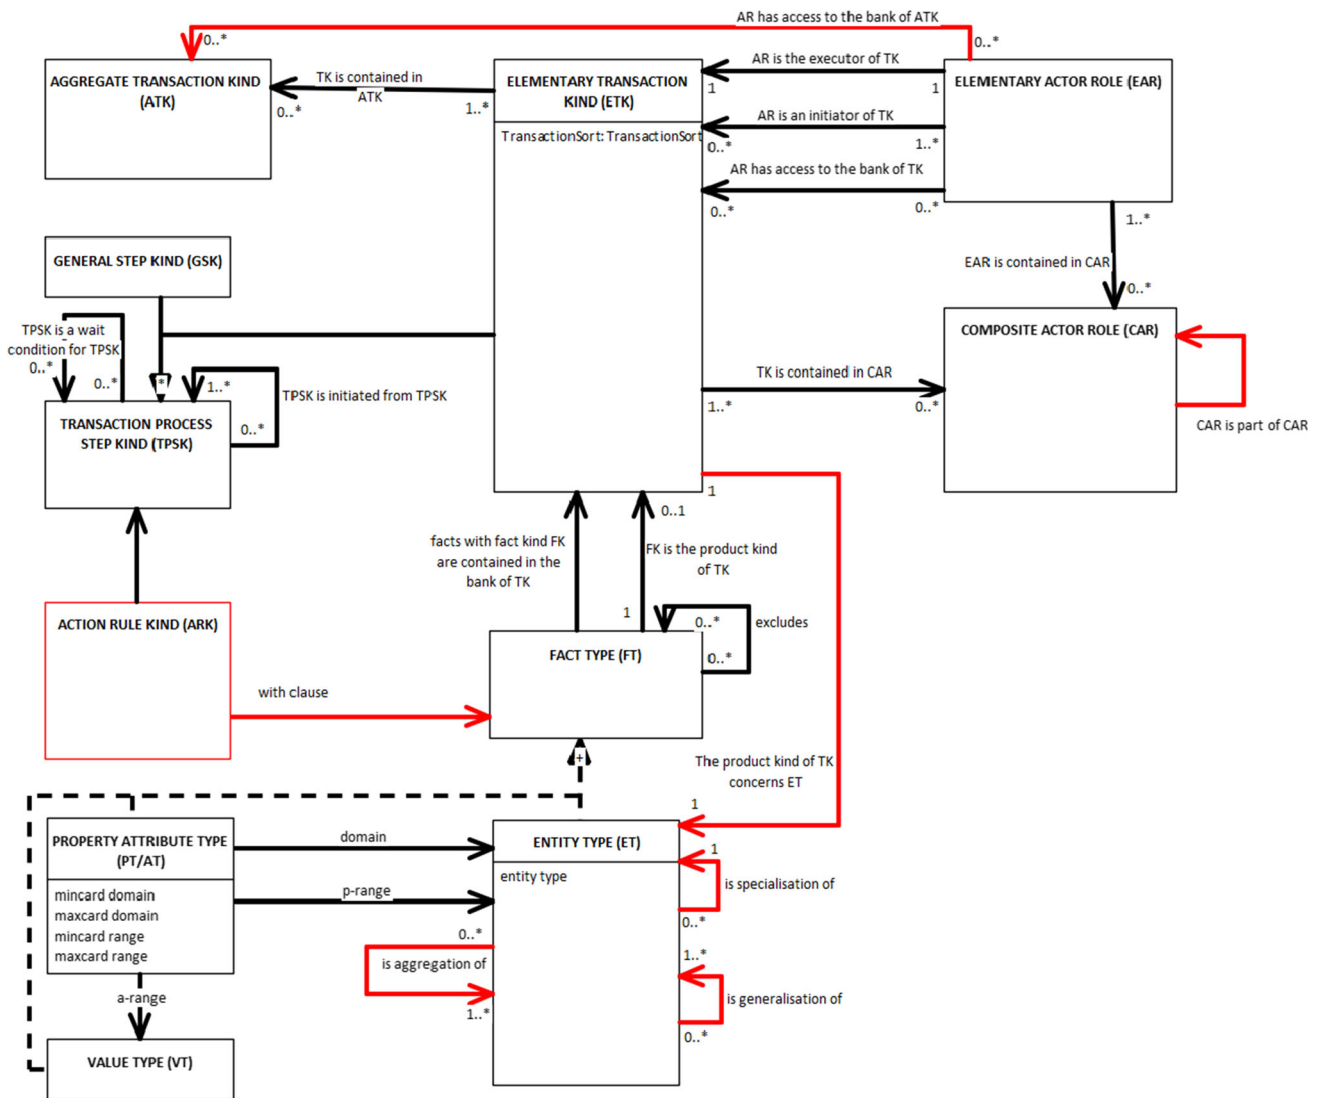 AR has access to the bank of ATK
0..*
0..*
AGGREGATE TRANSACTION KIND
(ATK)
TK is contained in
ATK
0..*
1..*
ELEMENTARY TRANSACTION
KIND (ETK)
TransactionSort: TransactionSort
AR is the executor of TK
1
1
AR is an initiator of TK
0..*
1..*
AR has access to the bank of TK
0..*
0..*
ELEMENTARY ACTOR ROLE (EAR)
1..*
EAR is contained in CAR
0..*
GENERAL STEP KIND (GSK)
COMPOSITE ACTOR ROLE (CAR)
TPSK is a wait
condition for TPSK
0..*
0..*
*
1..*
TPSK is initiated from TPSK
0..*
TK is contained in CAR
1..*
0..*
CAR is part of CAR
TRANSACTION PROCESS
STEP KIND (TPSK)
1
0..1
facts with fact kind FK
are contained in the
bank of TK
FK is the product kind
of TK
1
ACTION RULE KIND (ARK)
0..*
excludes
0..*
FACT TYPE (FT)
with clause
+
The product kind of TK
concerns ET
1
PROPERTY ATTRIBUTE TYPE
(PT/AT)
mincard domain
maxcard domain
mincard range
maxcard range
domain
p-range
ENTITY TYPE (ET)
entity type
1
is specialisation of
0..*
0..*
is aggregation of
1..*
1..*
is generalisation of
0..*
a-range
VALUE TYPE (VT)